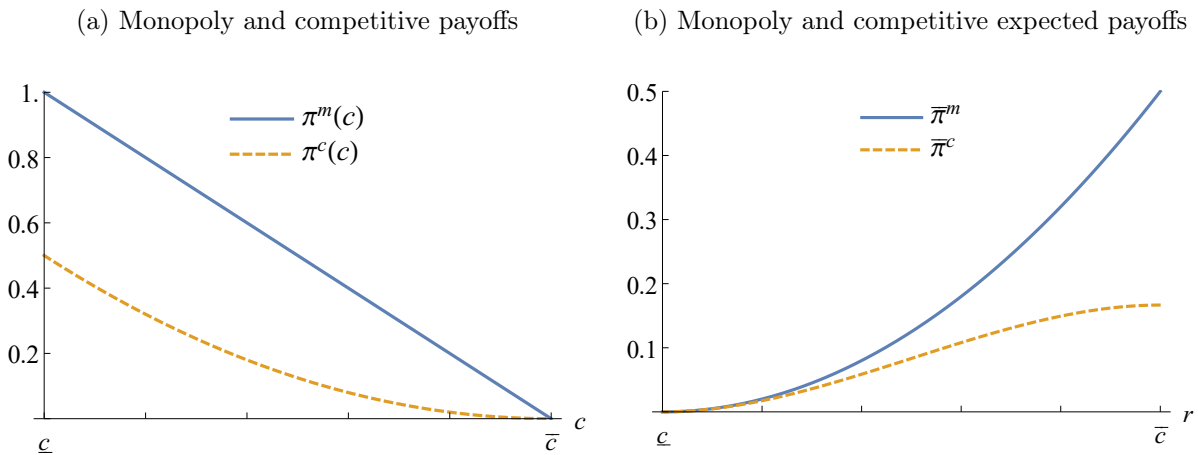 (a) Monopoly and competitive payoffs
1.
0.8
0.6
0.4
0.2
π^m(c)
π^c(c)
c̲
c̅
c
(b) Monopoly and competitive expected payoffs
0.5
0.4
0.3
0.2
0.1
π̅^m
π̅^c
c̲
c̅
r